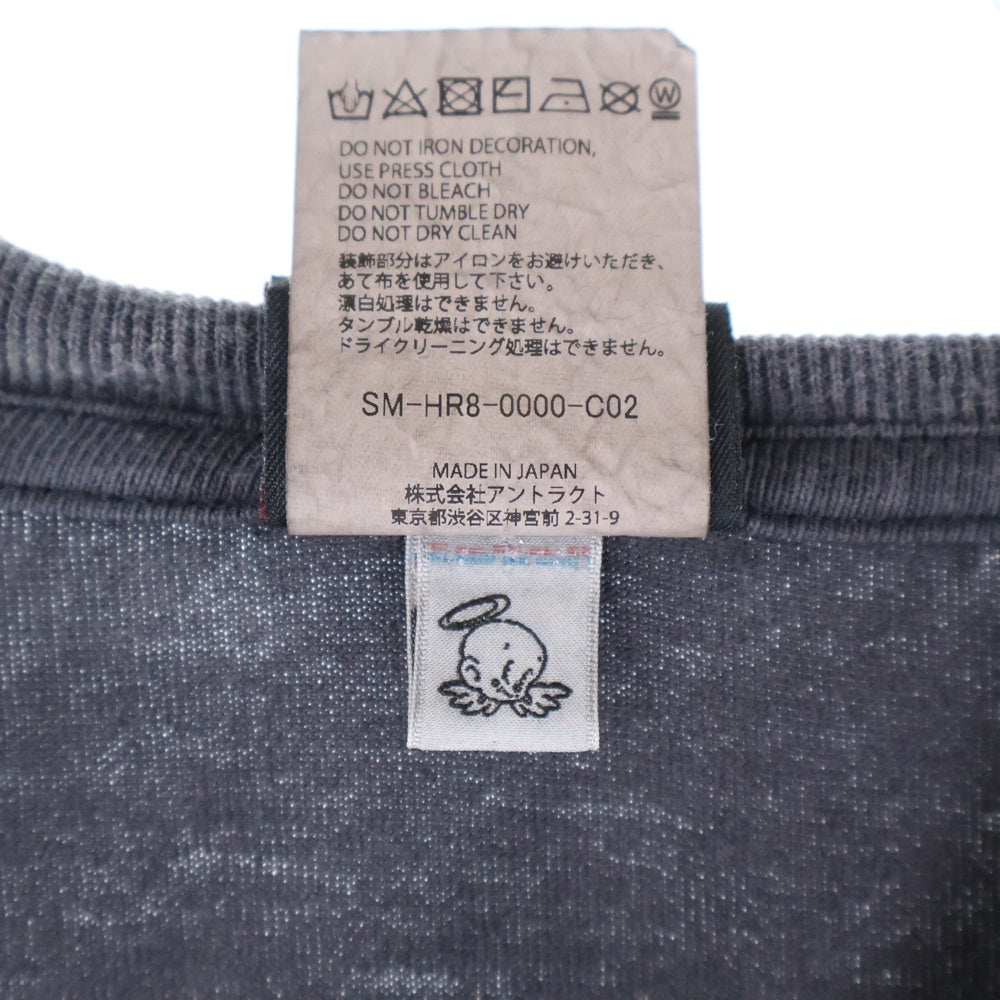 W
DO NOT IRON DECORATION,
USE PRESS CLOTH
DO NOT BLEACH
DO NOT TUMBLE DRY
DO NOT DRY CLEAN
装飾部分はアイロンをお避けいただき、
あて布を使用して下さい。
漂白処理はできません。
タンブル乾燥はできません。
ドライクリーニング処理はできません。
SM-HR8-0000-C02
MADE IN JAPAN
株式会社アントラクト
東京都渋谷区神宮前 2-31-9